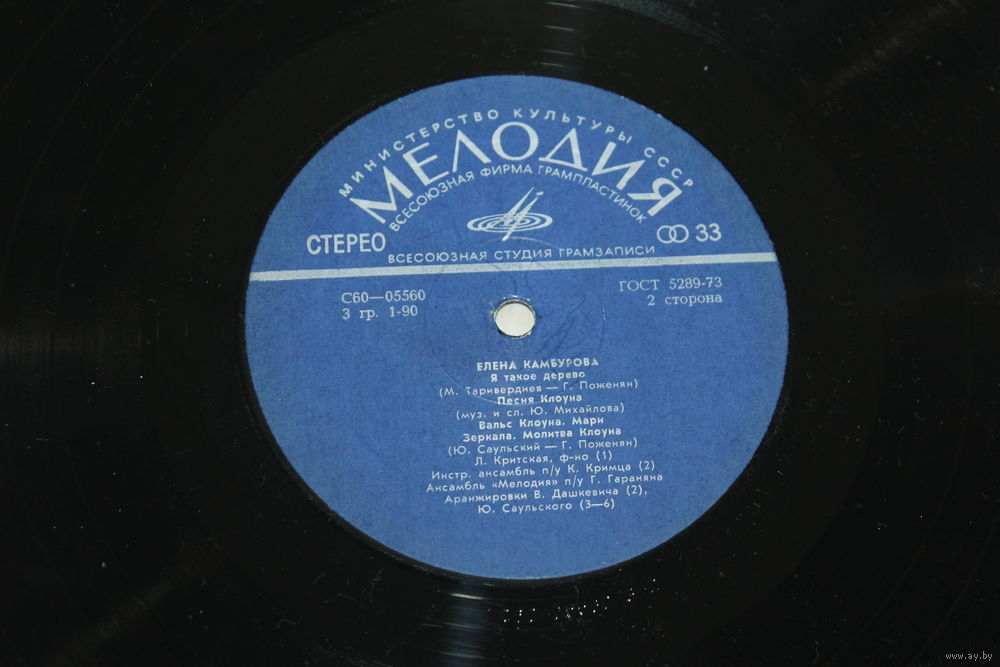 МИНИСТЕРСТВО КУЛЬТУРЫ СССР
МЕЛОДИЯ
ВСЕСОЮЗНАЯ ФИРМА ГРАМПЛАСТИНОК
СТЕРЕО
33
ВСЕСОЮЗНАЯ СТУДИЯ ГРАМЗАПИСИ
С60—05560
ГОСТ 5289-73
3 гр. 1-90
2 сторона
ЕЛЕНА КАМБУРОВА
Я такое дерево
(М. Таривердиев — Г. Поженян)
Песня Клоуна
(муз. и сл. Ю. Михайлова)
Вальс Клоуна. Мари
Зеркала. Молитва Клоуна
(Ю. Саульский — Г. Поженян)
Л. Критская, ф-но (1)
Инстр. ансамбль п/у К. Кримца (2)
Ансамбль «Мелодия» п/у Г. Гараняна
Аранжировки В. Дашкевича (2),
Ю. Саульского (3—6)
www.ay.by